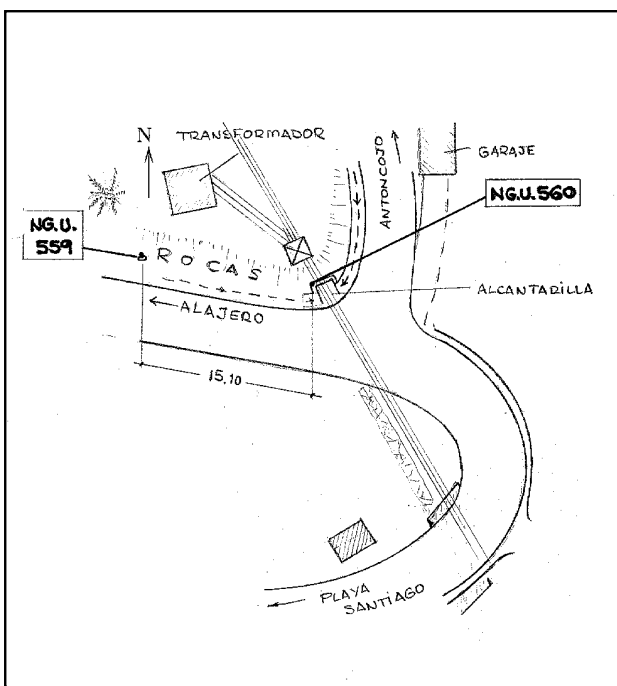 TRANSFORMADOR
N
GARAJE
ANTONCOJO
NG.U.560
NG.U.
559
ROCAS
ALCANTARILLA
ALAJERO
15,10
PLAYA
SANTIAGO